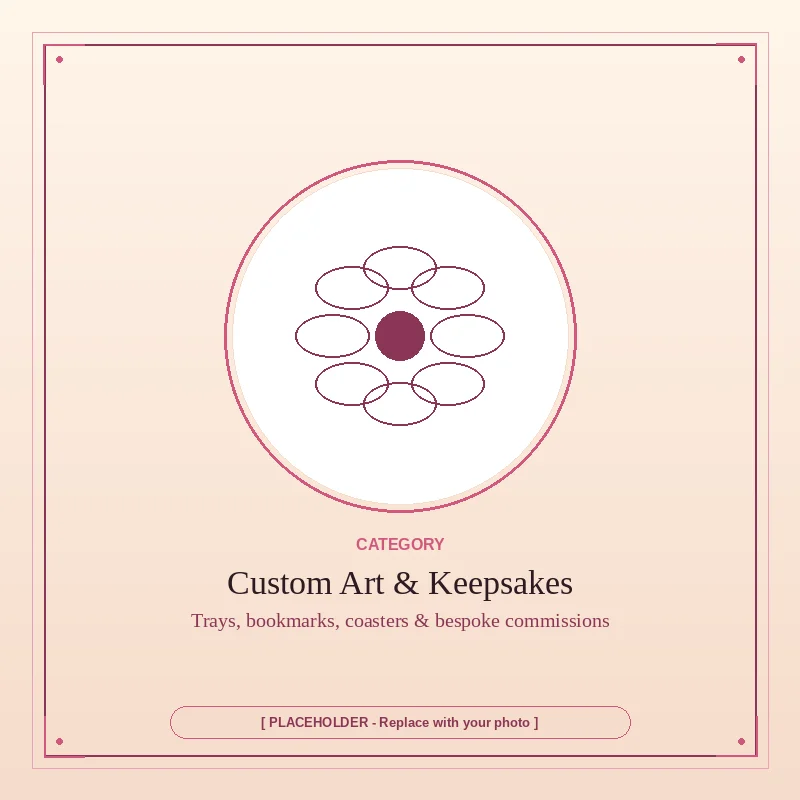 CATEGORY
Custom Art & Keepsakes
Trays, bookmarks, coasters & bespoke commissions
[ PLACEHOLDER - Replace with your photo ]